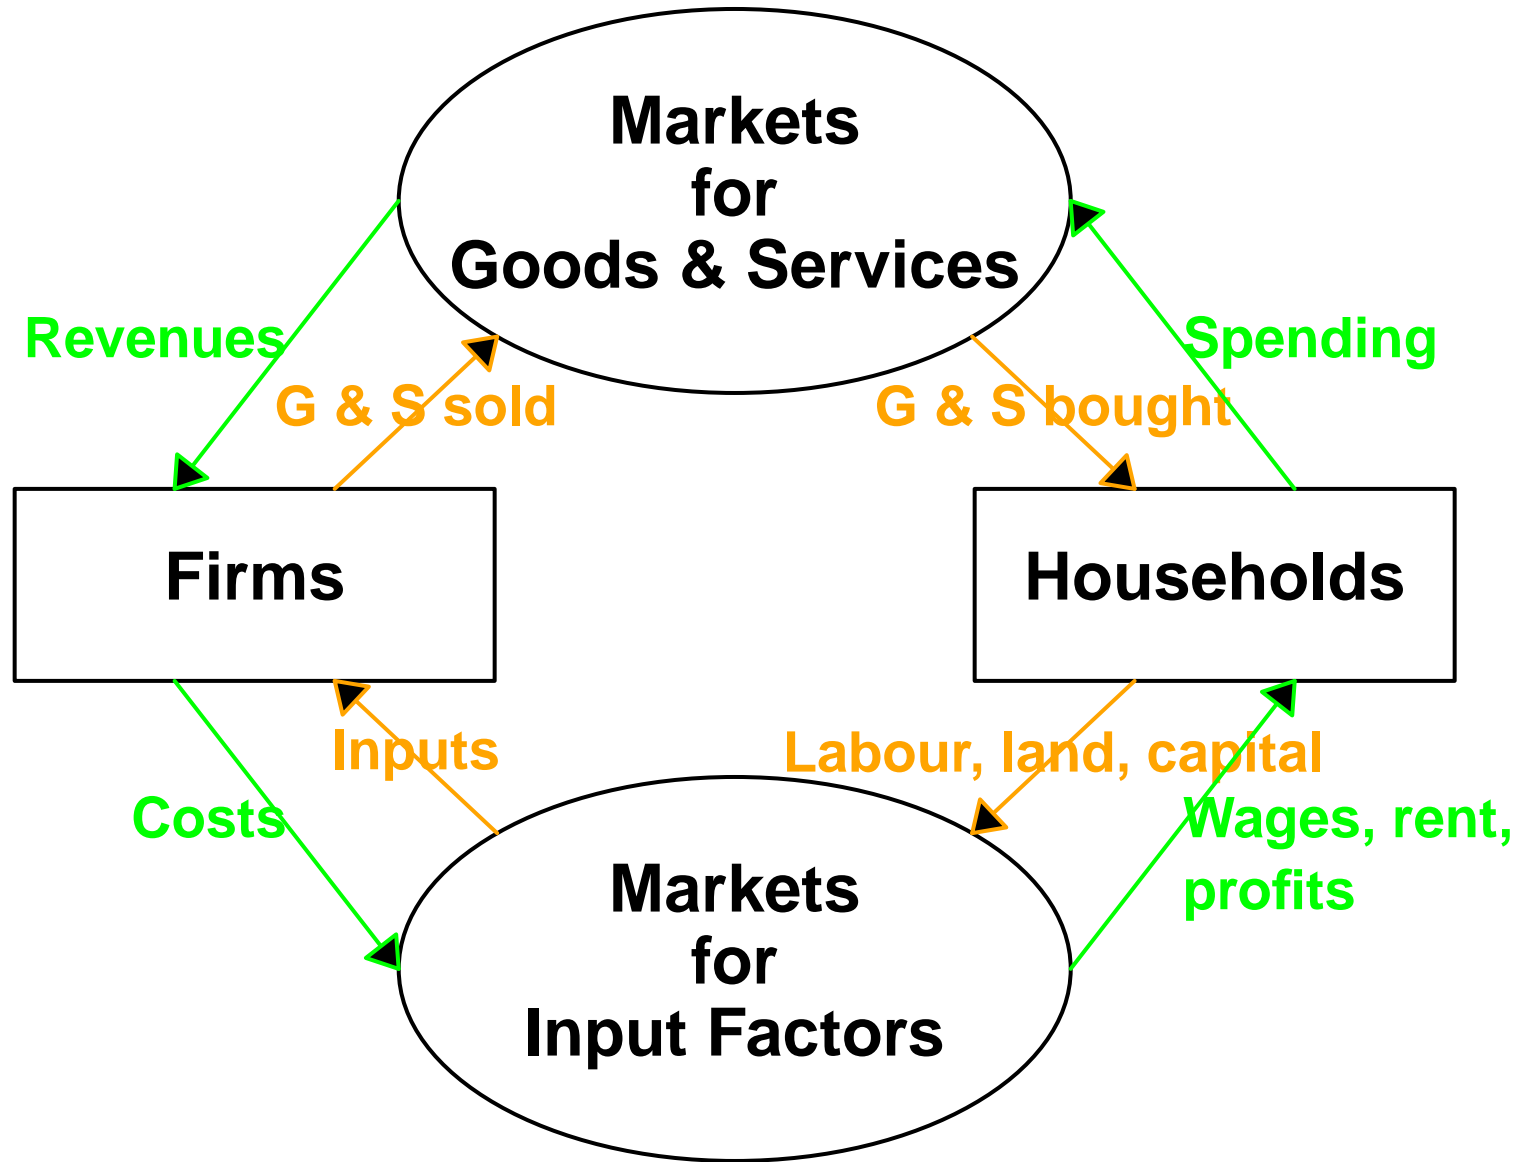 Markets
for
Goods & Services
Revenues
Spending
G & S sold
G & S bought
Firms
Households
Inputs
Labour, land, capital
Costs
Wages, rent,
profits
Markets
for
Input Factors